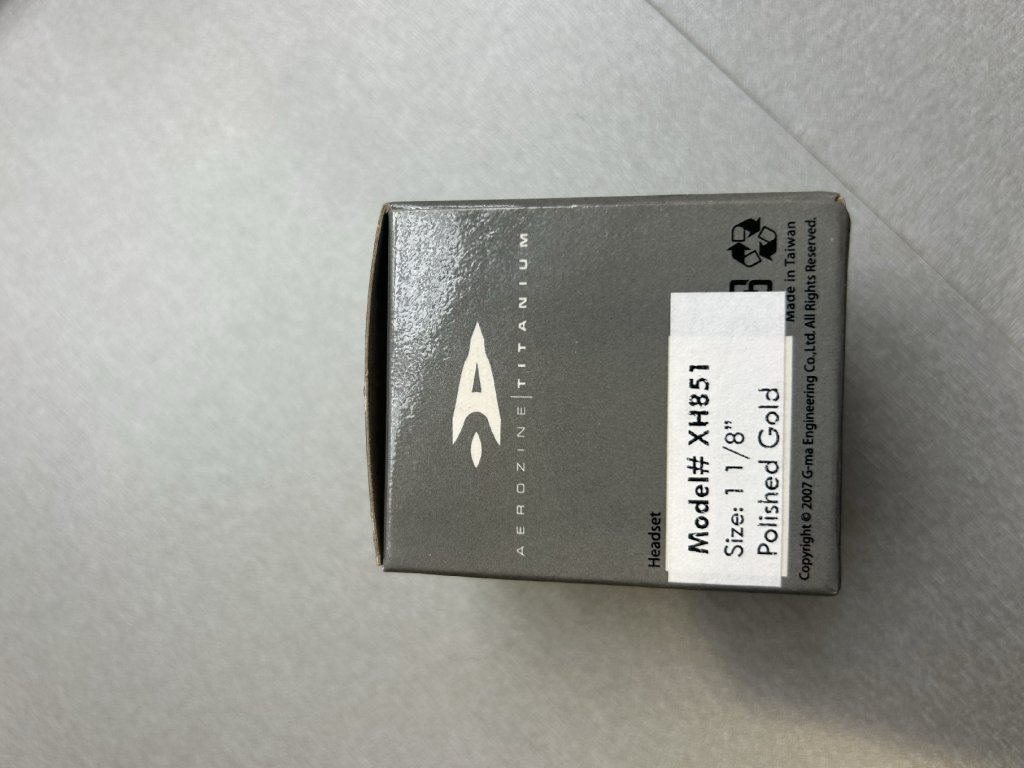 AEROZINE|TITANIUM
Headset
Model# XH851
Size: 1 1/8"
Polished Gold
Made in Taiwan
Copyright © 2007 G-ma Engineering Co.,Ltd. All Rights Reserved.